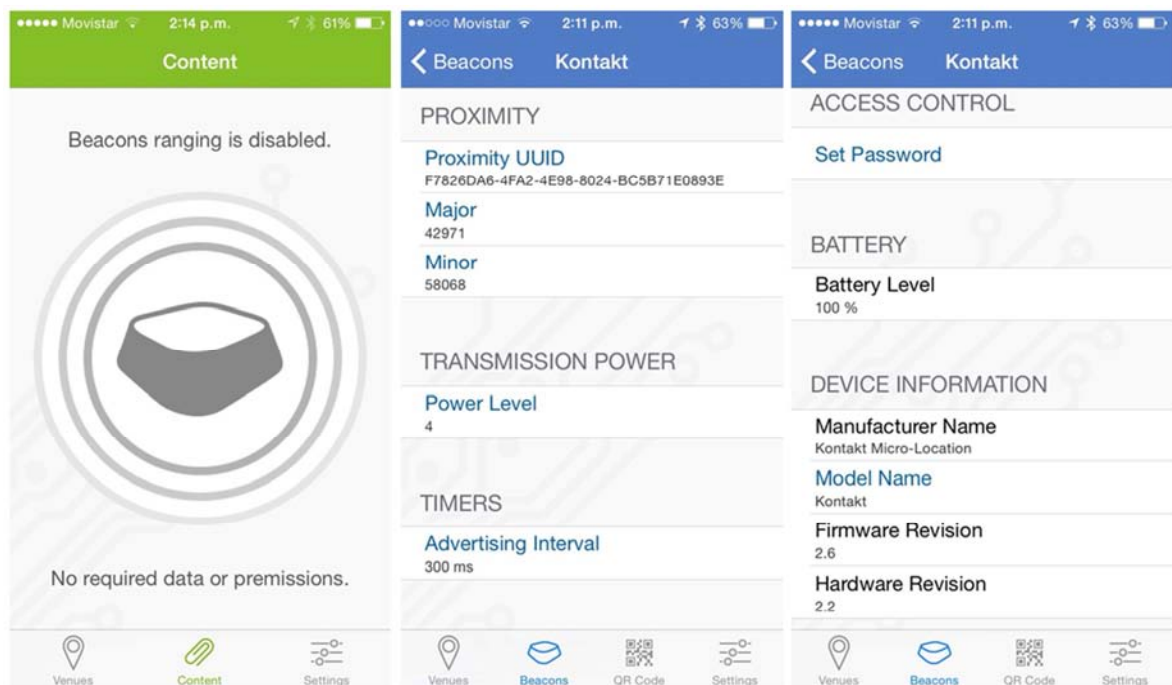 Movistar 2:14 p.m. 61%
Content
Beacons ranging is disabled.
No required data or premissions.
Venues Content Settings
Movistar 2:11 p.m. 63%
Beacons Kontakt
PROXIMITY
Proximity UUID
F7826DA6-4FA2-4E98-8024-BC5B71E0893E
Major
42971
Minor
58068
TRANSMISSION POWER
Power Level
4
TIMERS
Advertising Interval
300 ms
Venues Beacons QR Code Settings
Movistar 2:11 p.m. 63%
Beacons Kontakt
ACCESS CONTROL
Set Password
BATTERY
Battery Level
100 %
DEVICE INFORMATION
Manufacturer Name
Kontakt Micro-Location
Model Name
Kontakt
Firmware Revision
2.6
Hardware Revision
2.2
Venues Beacons QR Code Settings